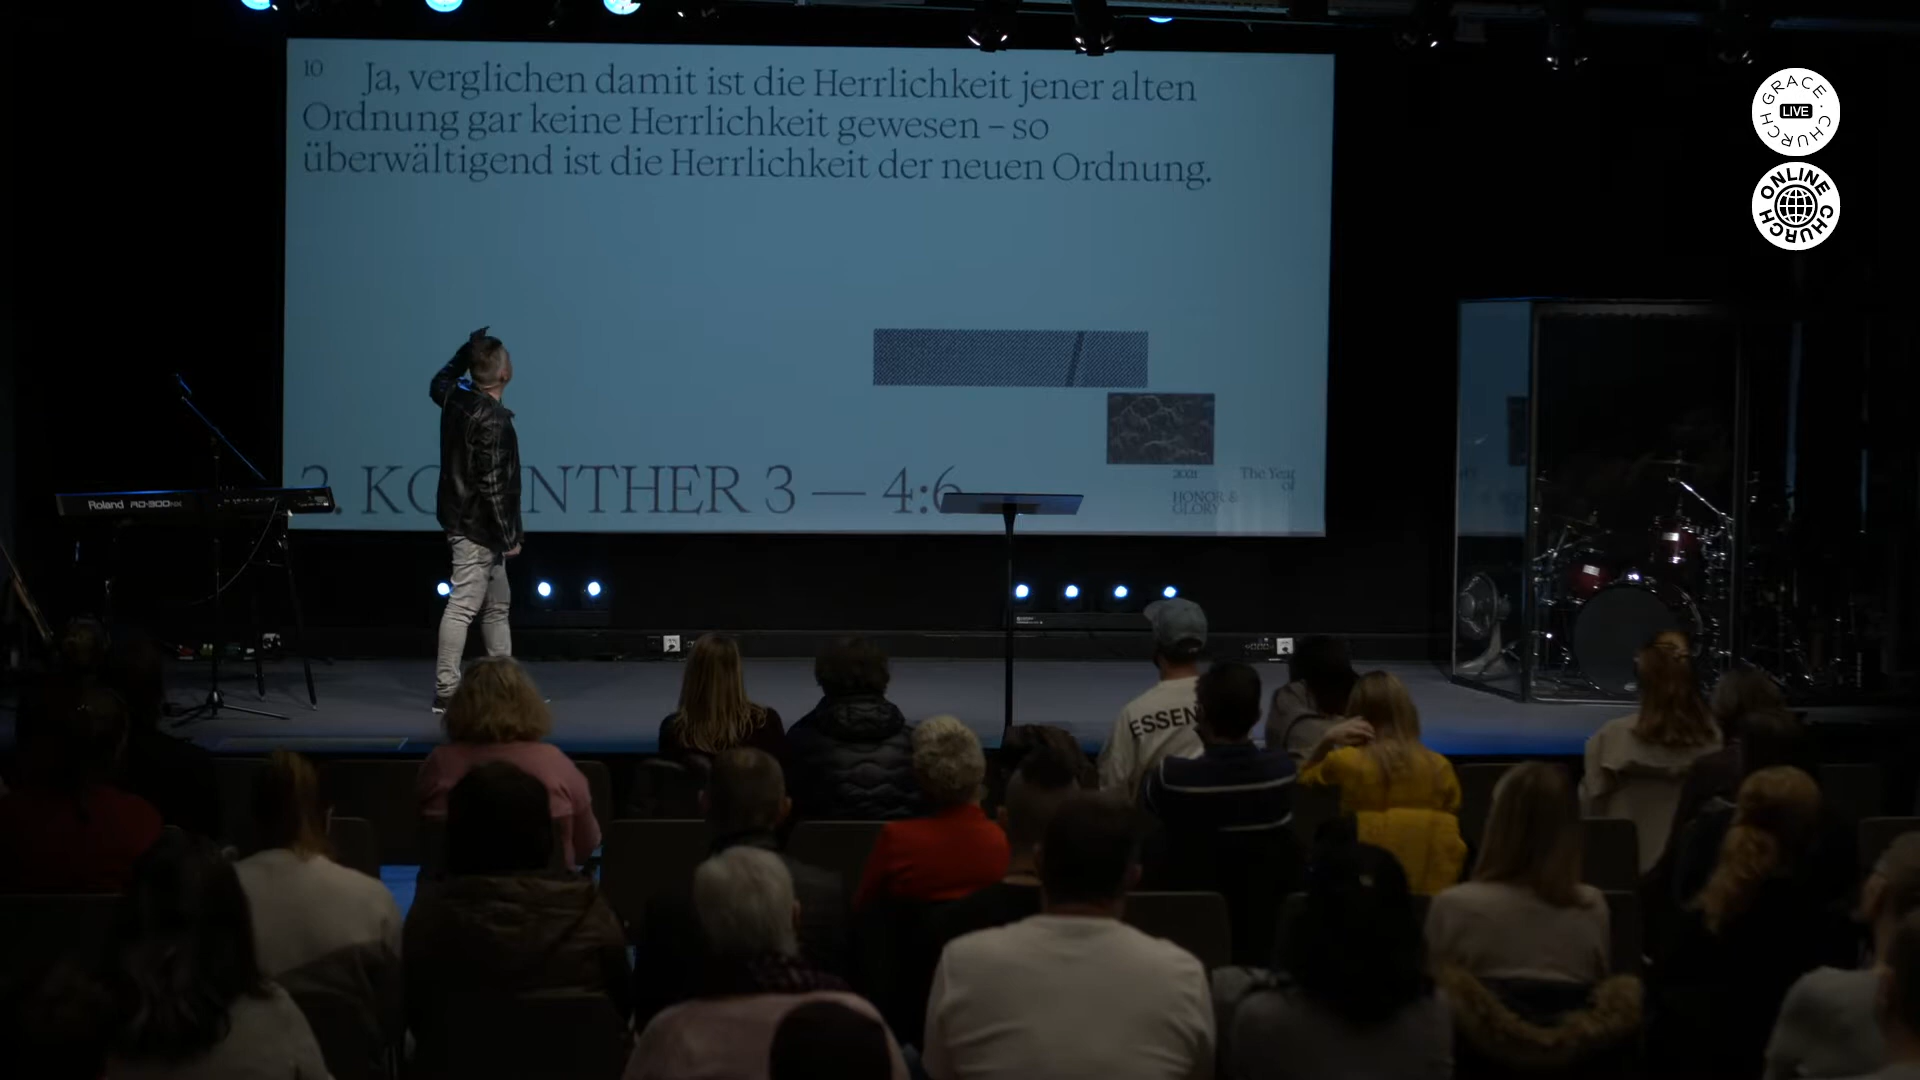 10 Ja, verglichen damit ist die Herrlichkeit jener alten
Ordnung gar keine Herrlichkeit gewesen – so
überwältigend ist die Herrlichkeit der neuen Ordnung.
NTHER 3 — 4:6
2021
The Year
of
HONOR &
GLORY
GRACE · CHURCH
LIVE
ONLINE CHURCH
Roland RD-300NX
ESSEN